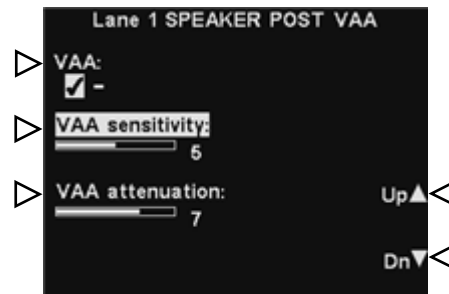 Lane 1 SPEAKER POST VAA
VAA:
✓ -
VAA sensitivity:
5
VAA attenuation:
7
Up▲
Dn▼